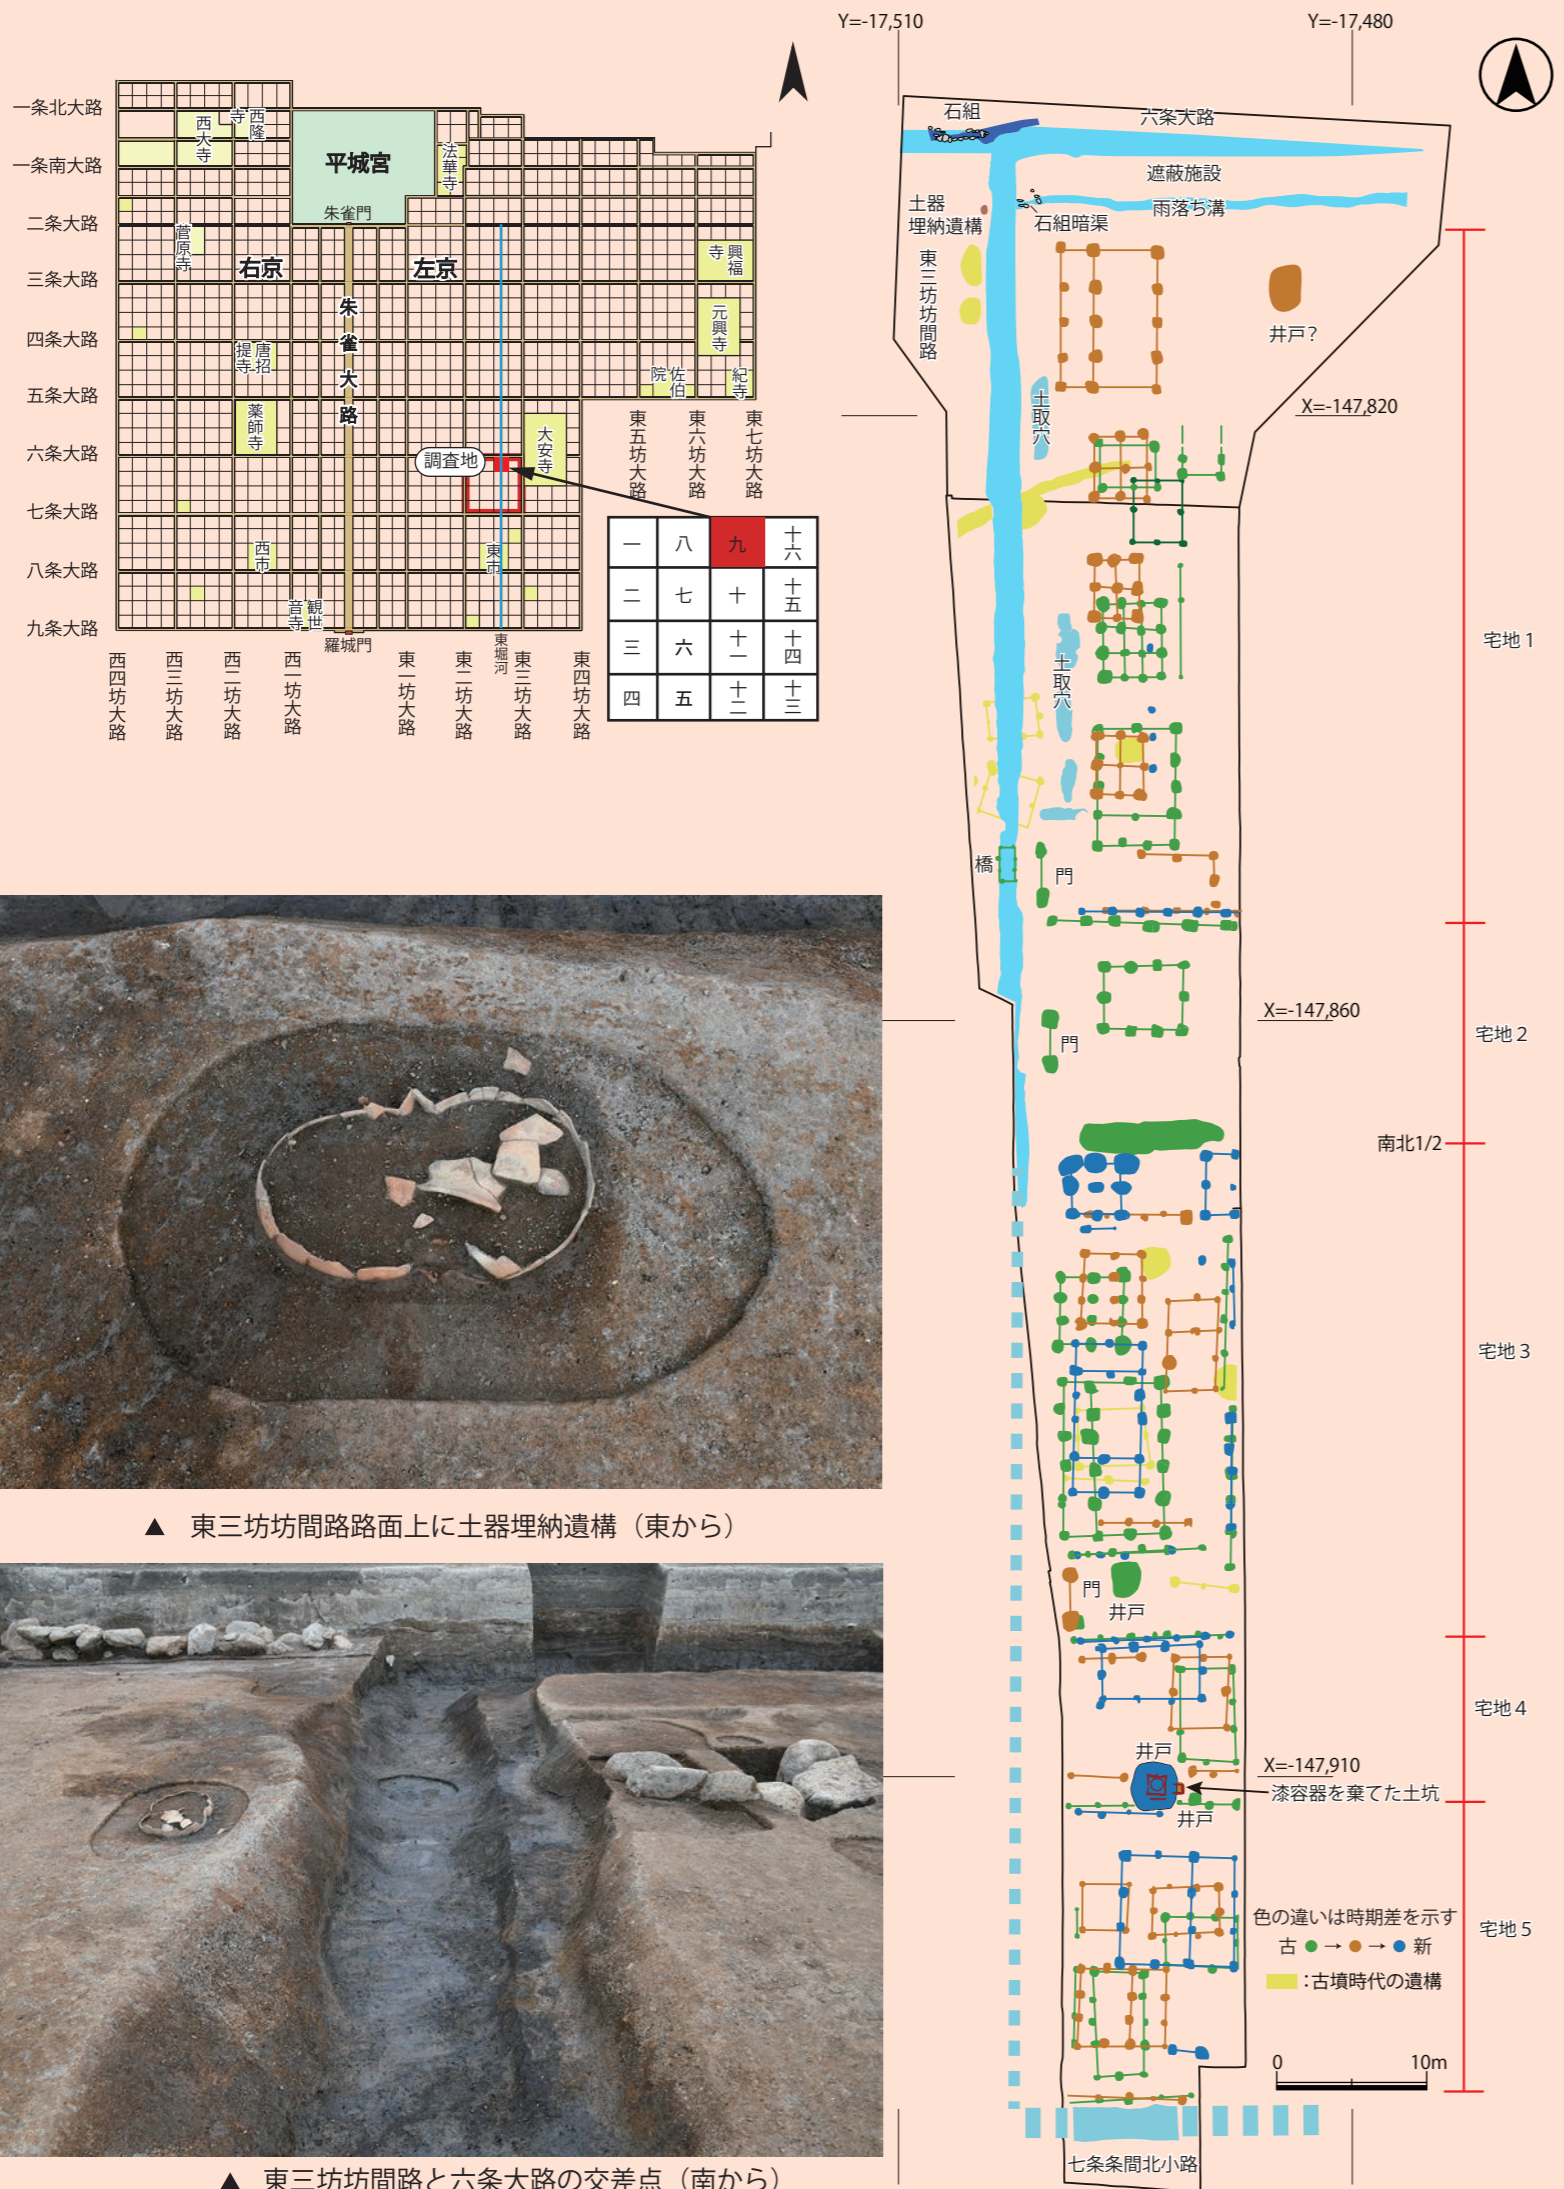 一条北大路
一条南大路
二条大路
三条大路
四条大路
五条大路
六条大路
七条大路
八条大路
九条大路
西隆寺
西大寺
平城宮
法華寺
朱雀門
菅原寺
右京
左京
興福寺
朱雀大路
元興寺
唐招提寺
佐伯院
紀寺
薬師寺
大安寺
調査地
西市
東市
観世音寺
羅城門
東堀河
西四坊大路
西三坊大路
西二坊大路
西一坊大路
東一坊大路
東二坊大路
東三坊大路
東四坊大路
東五坊大路
東六坊大路
東七坊大路
一 八 九 十六
二 七 十 十五
三 六 十一 十四
四 五 十二 十三
▲ 東三坊坊間路路面上に土器埋納遺構（東から）
▲ 東三坊坊間路と六条大路の交差点（南から）
Y=-17,510
Y=-17,480
石組
六条大路
遮蔽施設
雨落ち溝
土器
埋納遺構
石組暗渠
東三坊坊間路
井戸？
X=-147,820
土取穴
土取穴
宅地 1
橋
門
X=-147,860
宅地 2
門
南北1/2
宅地 3
門
井戸
宅地 4
井戸
X=-147,910
漆容器を棄てた土坑
井戸
色の違いは時期差を示す
古 ● → ● → ● 新
宅地 5
：古墳時代の遺構
0 10m
七条条間北小路